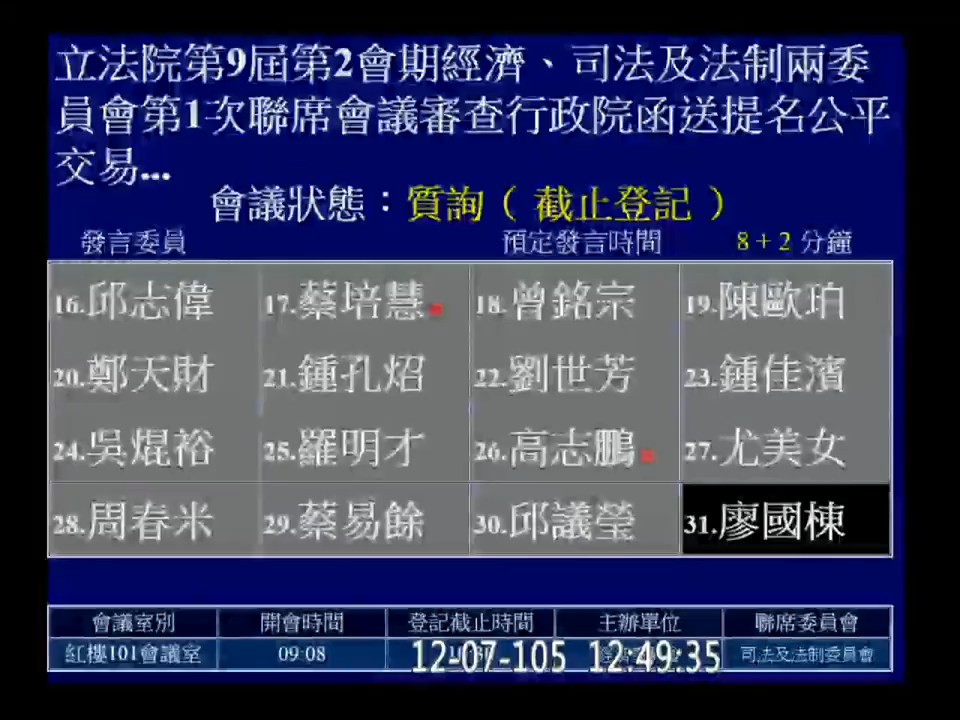 立法院第9屆第2會期經濟、司法及法制兩委
員會第1次聯席會議審查行政院函送提名公平
交易...
會議狀態：質詢（截止登記）
發言委員 預定發言時間 8+2 分鐘
16.邱志偉 17.蔡培慧 18.曾銘宗 19.陳歐珀
20.鄭天財 21.鍾孔炤 22.劉世芳 23.鍾佳濱
24.吳焜裕 25.羅明才 26.高志鵬 27.尤美女
28.周春米 29.蔡易餘 30.邱議瑩 31.廖國棟
會議室別 開會時間 登記截止時間 主辦單位 聯席委員會
紅樓101會議室 09:08 司法及法制委員會
12-07-105 12:49:35